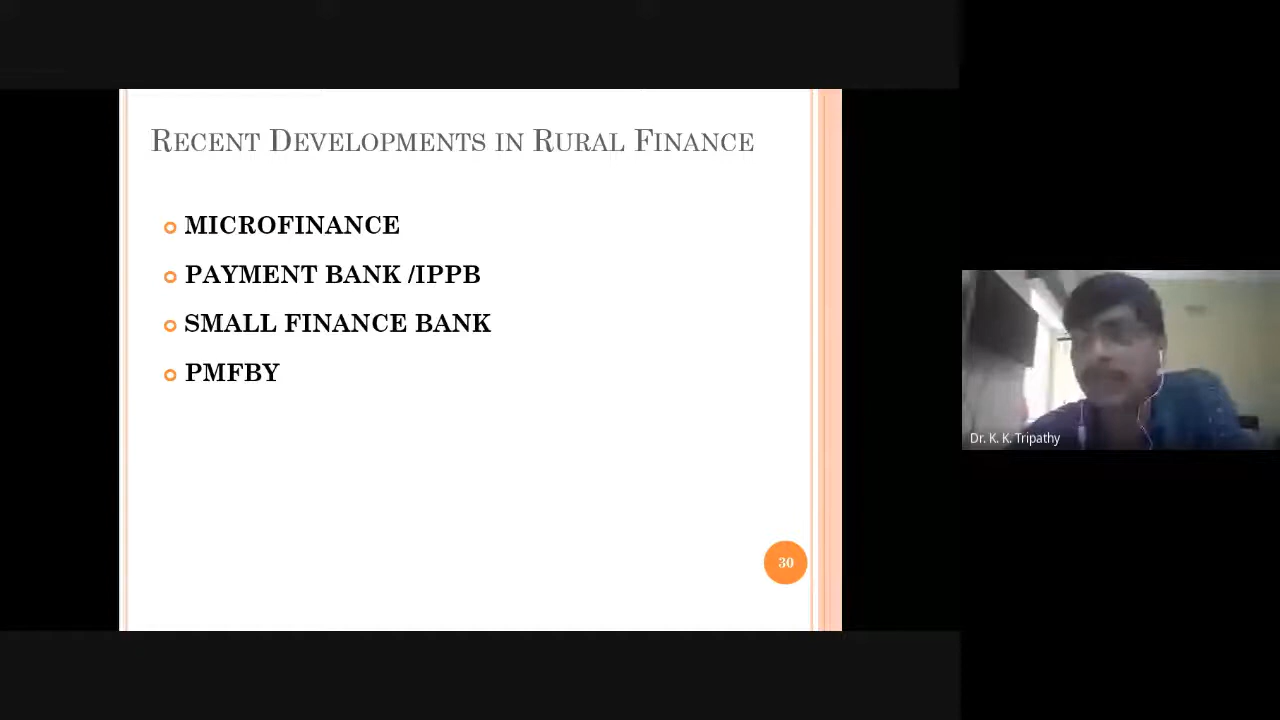 RECENT DEVELOPMENTS IN RURAL FINANCE
MICROFINANCE
PAYMENT BANK /IPPB
SMALL FINANCE BANK
PMFBY
30
Dr. K. K. Tripathy